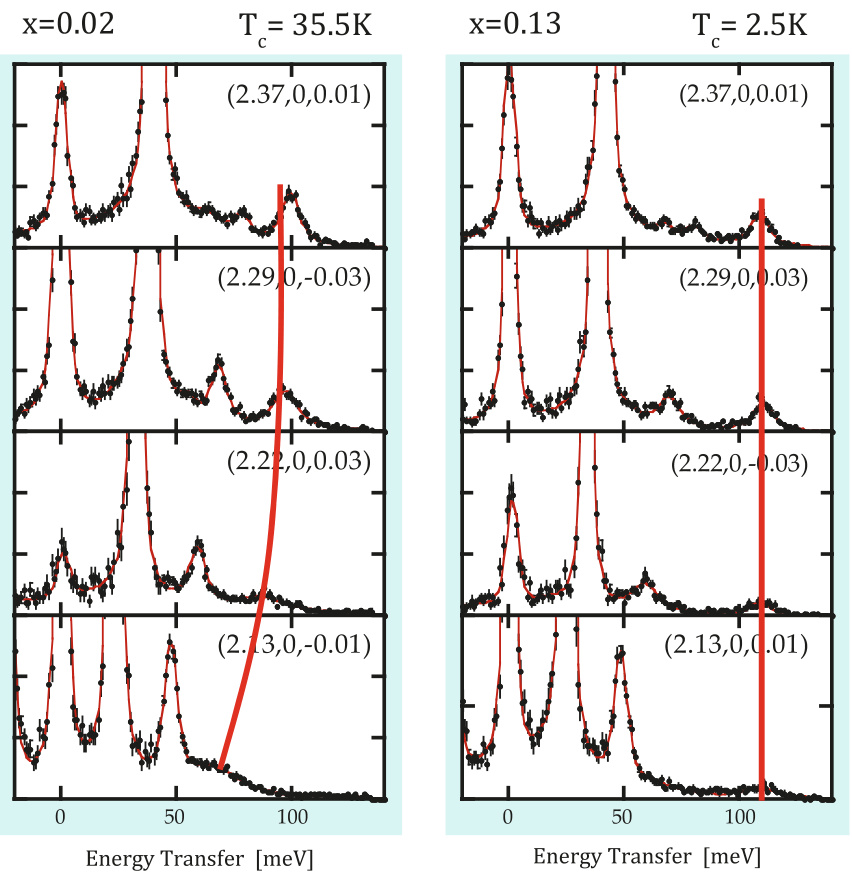 x=0.02 Tc= 35.5K
(2.37,0,0.01)
(2.29,0,-0.03)
(2.22,0,0.03)
(2.13,0,-0.01)
0 50 100
Energy Transfer [meV]
x=0.13 Tc= 2.5K
(2.37,0,0.01)
(2.29,0,0.03)
(2.22,0,-0.03)
(2.13,0,0.01)
0 50 100
Energy Transfer [meV]